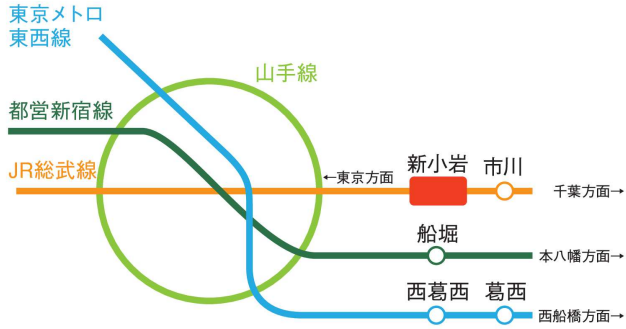 東京メトロ
東西線
山手線
都営新宿線
JR総武線
←東京方面
新小岩
市川
千葉方面→
船堀
本八幡方面→
西葛西
葛西
西船橋方面→